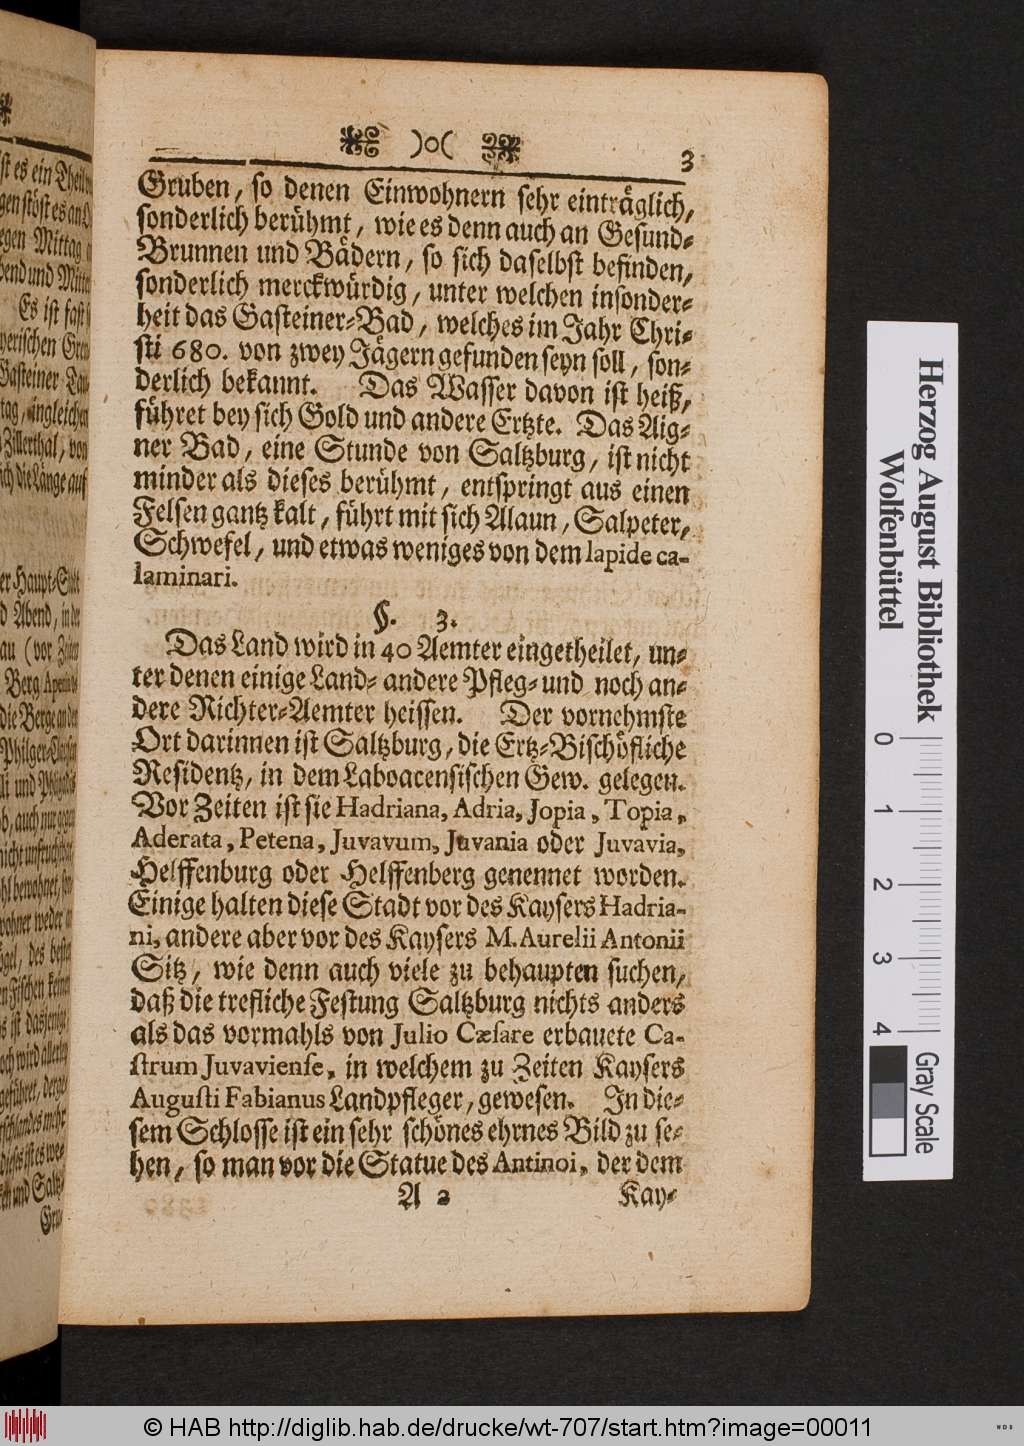 )o(
3
Gruben, so denen Einwohnern sehr einträglich,
sonderlich berühmt, wie es denn auch an Gesund-
Brunnen und Bädern, so sich daselbst befinden,
sonderlich merckwürdig, unter welchen insonder-
heit das Gasteiner-Bad, welches im Jahr Chri-
sti 680. von zwey Jägern gefunden seyn soll, son-
derlich bekannt. Das Wasser davon ist heiß,
führet bey sich Gold und andere Ertzte. Das Aig-
ner Bad, eine Stunde von Saltzburg, ist nicht
minder als dieses berühmt, entspringt aus einen
Felsen gantz kalt, führt mit sich Alaun, Salpeter,
Schwefel, und etwas weniges von dem lapide ca-
laminari.
§. 3.
Das Land wird in 40 Aemter eingetheilet, un-
ter denen einige Land- andere Pfleg- und noch an-
dere Richter-Aemter heissen. Der vornehmste
Ort darinnen ist Saltzburg, die Ertz-Bischöfliche
Residentz, in dem Laboacensischen Gew. gelegen.
Vor Zeiten ist sie Hadriana, Adria, Jopia, Topia,
Aderata, Petena, Juvavum, Juvania oder Juvavia,
Helffenburg oder Helffenberg genennet worden.
Einige halten diese Stadt vor des Kaysers Hadria-
ni, andere aber vor des Kaysers M. Aurelii Antonii
Sitz, wie denn auch viele zu behaupten suchen,
daß die trefliche Festung Saltzburg nichts anders
als das vormahls von Julio Cæsare erbauete Ca-
strum Juvaviense, in welchem zu Zeiten Kaysers
Augusti Fabianus Landpfleger, gewesen. In die-
sem Schlosse ist ein sehr schönes ehrnes Bild zu se-
hen, so man vor die Statue des Antinoi, der dem
A 2 Kay-
Herzog August Bibliothek
Wolfenbüttel
0 1 2 3 4
Gray Scale
© HAB http://diglib.hab.de/drucke/wt-707/start.htm?image=00011